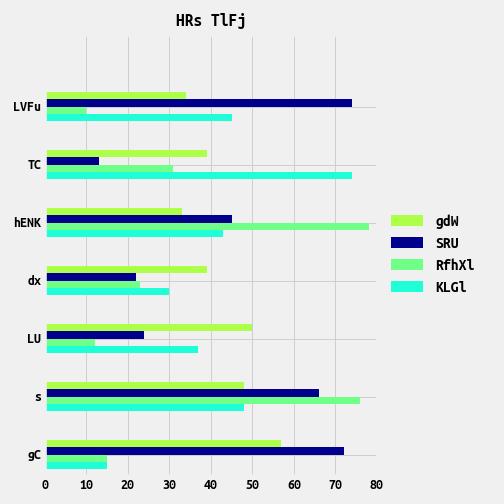 HRs TlFj
LVFu
TC
hENK
dx
LU
s
gC
0 10 20 30 40 50 60 70 80
gdW
SRU
RfhXl
KLGl